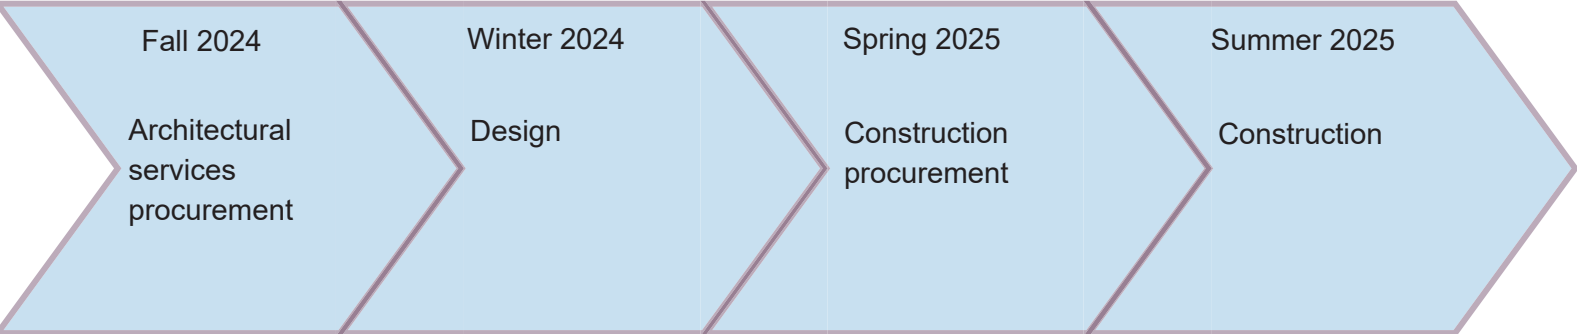 Fall 2024
Architectural
services
procurement
Winter 2024
Design
Spring 2025
Construction
procurement
Summer 2025
Construction